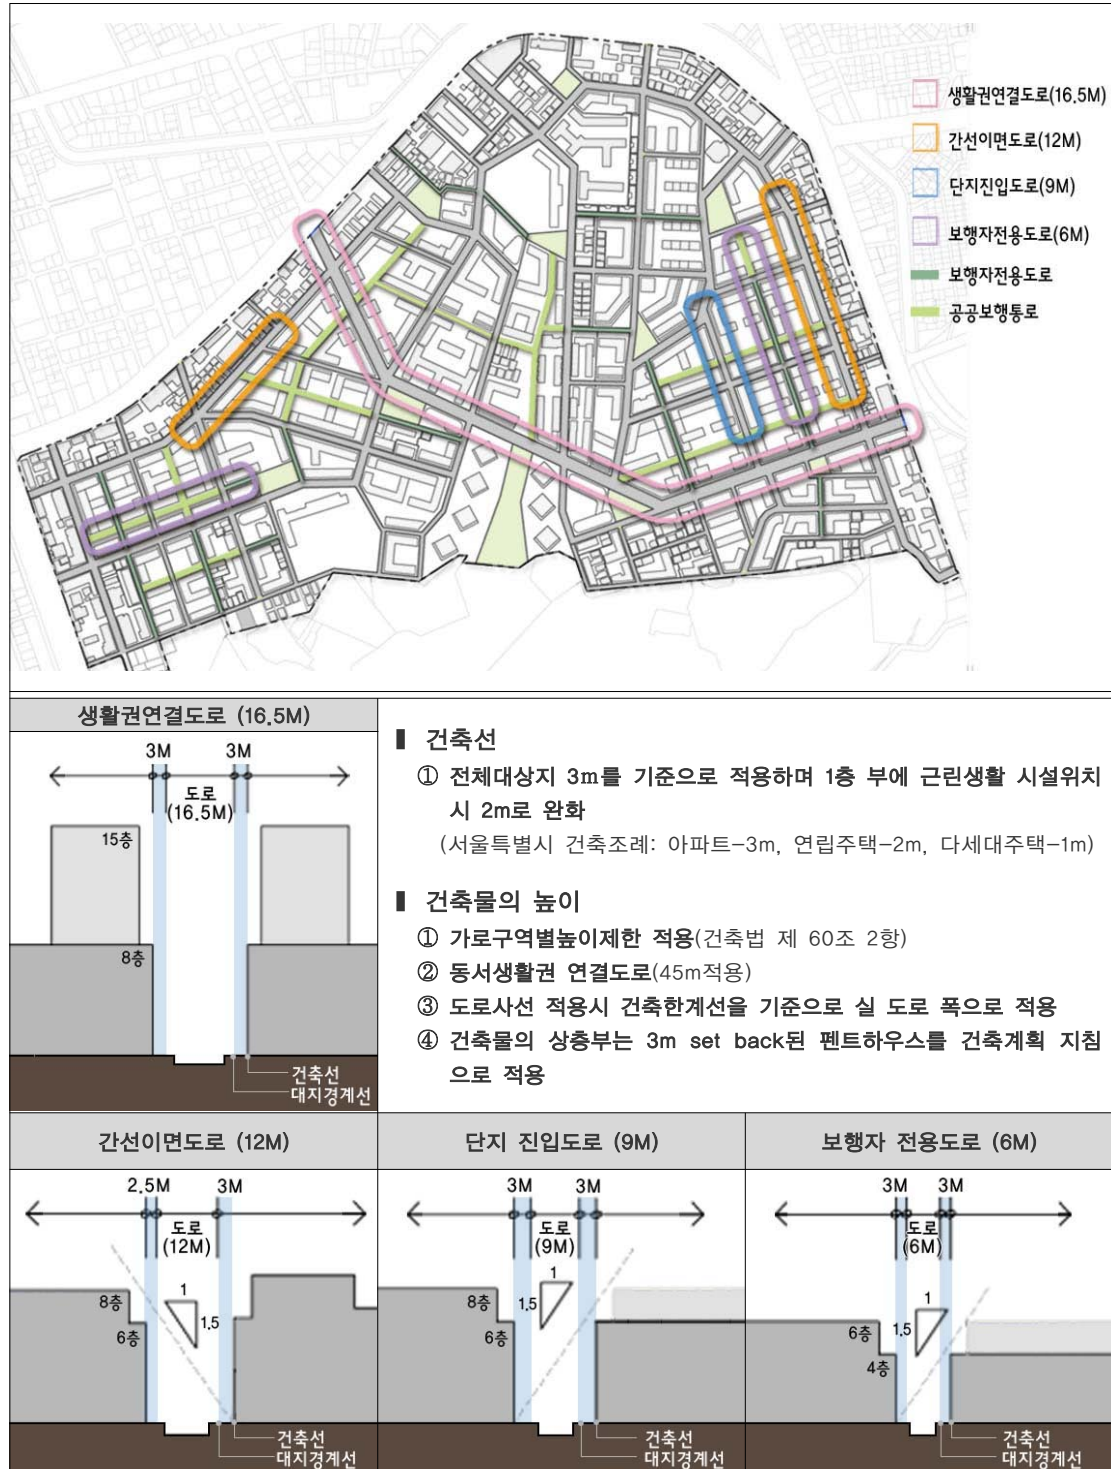 생활권연결도로(16.5M)
간선이면도로(12M)
단지진입도로(9M)
보행자전용도로(6M)
보행자전용도로
공공보행통로
생활권연결도로 (16.5M)
3M 3M
도로
(16.5M)
15층
8층
건축선
대지경계선
▌ 건축선
① 전체대상지 3m를 기준으로 적용하며 1층 부에 근린생활 시설위치
시 2m로 완화
(서울특별시 건축조례: 아파트-3m, 연립주택-2m, 다세대주택-1m)
▌ 건축물의 높이
① 가로구역별높이제한 적용(건축법 제 60조 2항)
② 동서생활권 연결도로(45m적용)
③ 도로사선 적용시 건축한계선을 기준으로 실 도로 폭으로 적용
④ 건축물의 상층부는 3m set back된 펜트하우스를 건축계획 지침
으로 적용
간선이면도로 (12M)
2.5M 3M
도로
(12M)
1
1.5
8층
6층
건축선
대지경계선
단지 진입도로 (9M)
3M 3M
도로
(9M)
1
1.5
8층
6층
건축선
대지경계선
보행자 전용도로 (6M)
3M 3M
도로
(6M)
1
1.5
6층
4층
건축선
대지경계선